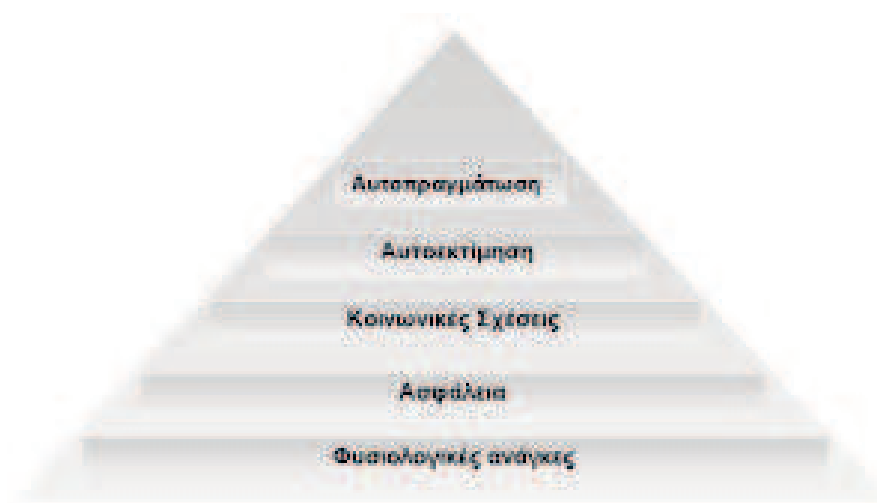 Αυτοπραγμάτωση
Αυτοεκτίμηση
Κοινωνικές Σχέσεις
Ασφάλεια
Φυσιολογικές ανάγκες